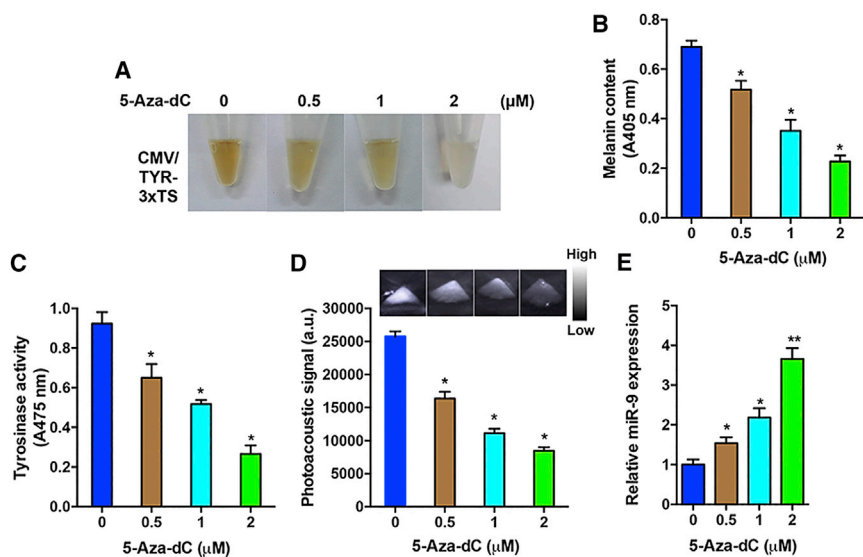 A
5-Aza-dC 0 0.5 1 2 (μM)
CMV/
TYR-
3xTS
B
Melanin content
(A405 nm)
0.8
0.6
0.4
0.2
0.0
*
*
*
0 0.5 1 2
5-Aza-dC (μM)
C
Tyrosinase activity
(A475 nm)
1.0
0.8
0.6
0.4
0.2
0.0
*
*
*
0 0.5 1 2
5-Aza-dC (μM)
D
High
Low
Photoacoustic signal (a.u.)
30000
25000
20000
15000
10000
5000
0
*
*
*
0 0.5 1 2
5-Aza-dC (μM)
E
Relative miR-9 expression
5
4
3
2
1
0
*
*
**
0 0.5 1 2
5-Aza-dC (μM)